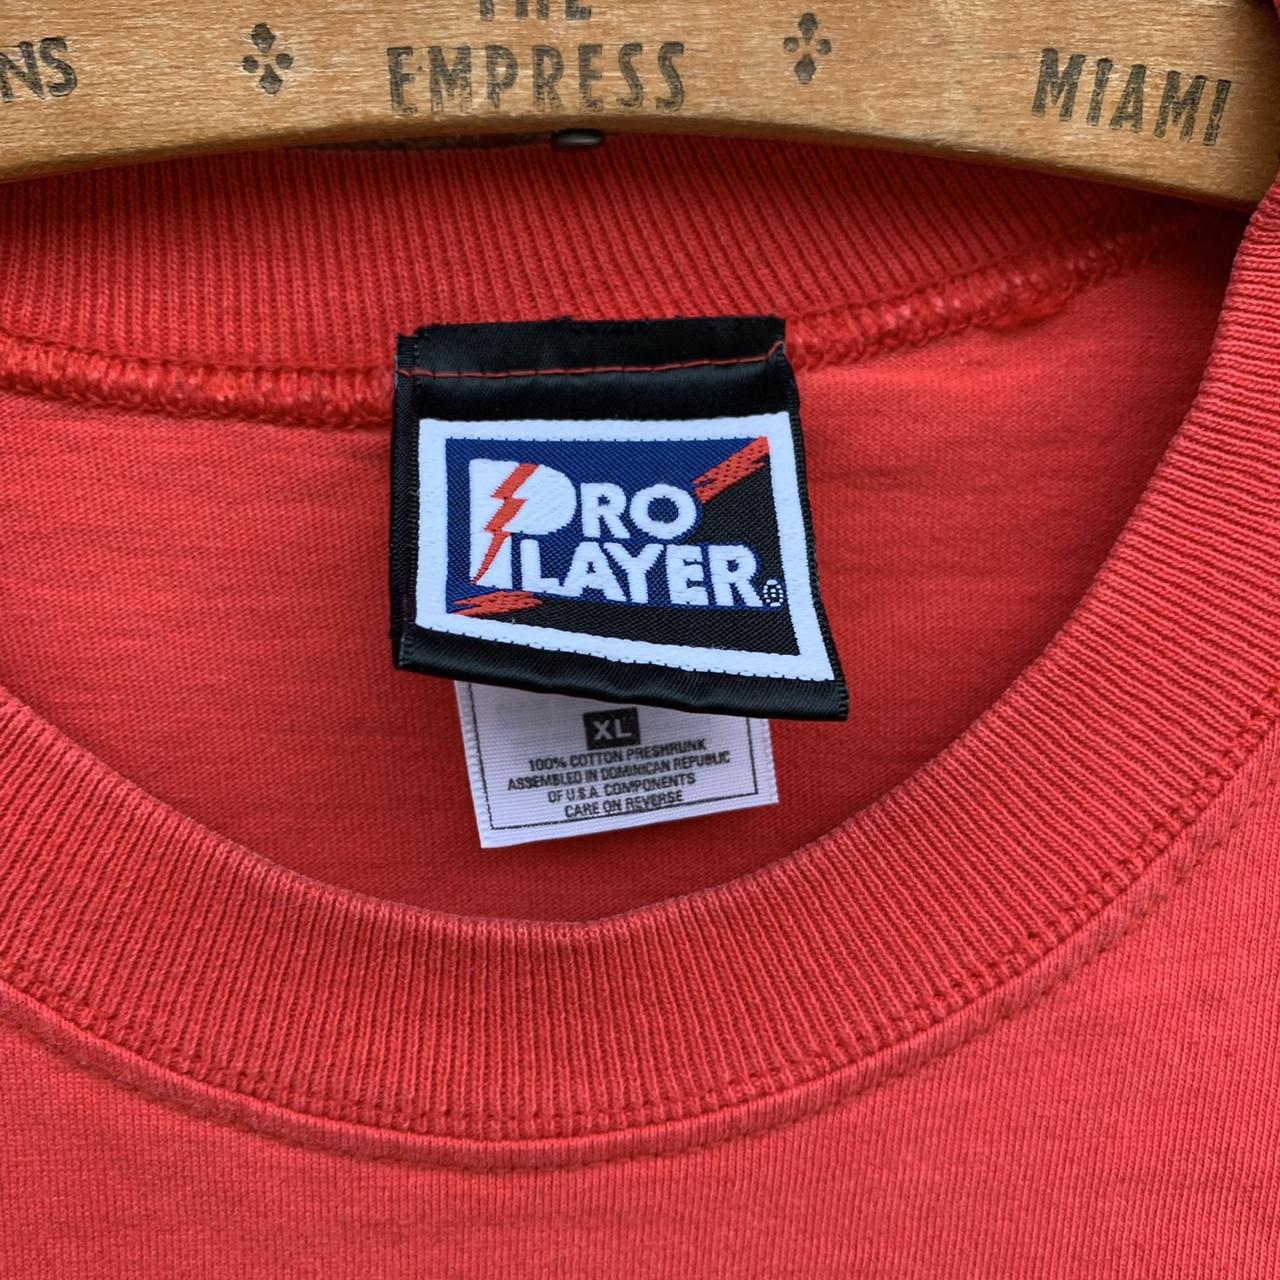 NS THE EMPRESS MIAMI
PRO
PLAYER®
XL
100% COTTON PRESHRUNK
ASSEMBLED IN DOMINICAN REPUBLIC
OF U.S.A. COMPONENTS
CARE ON REVERSE